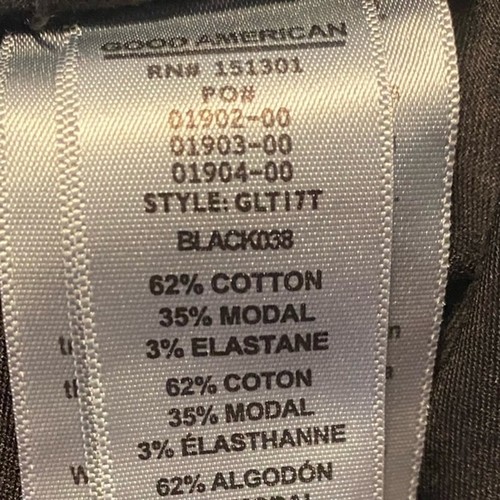 GOOD AMERICAN
RN# 151301
PO#
01902-00
01903-00
01904-00
STYLE: GLT17T
BLACK038
62% COTTON
35% MODAL
3% ELASTANE
62% COTON
35% MODAL
3% ÉLASTHANNE
62% ALGODÓN